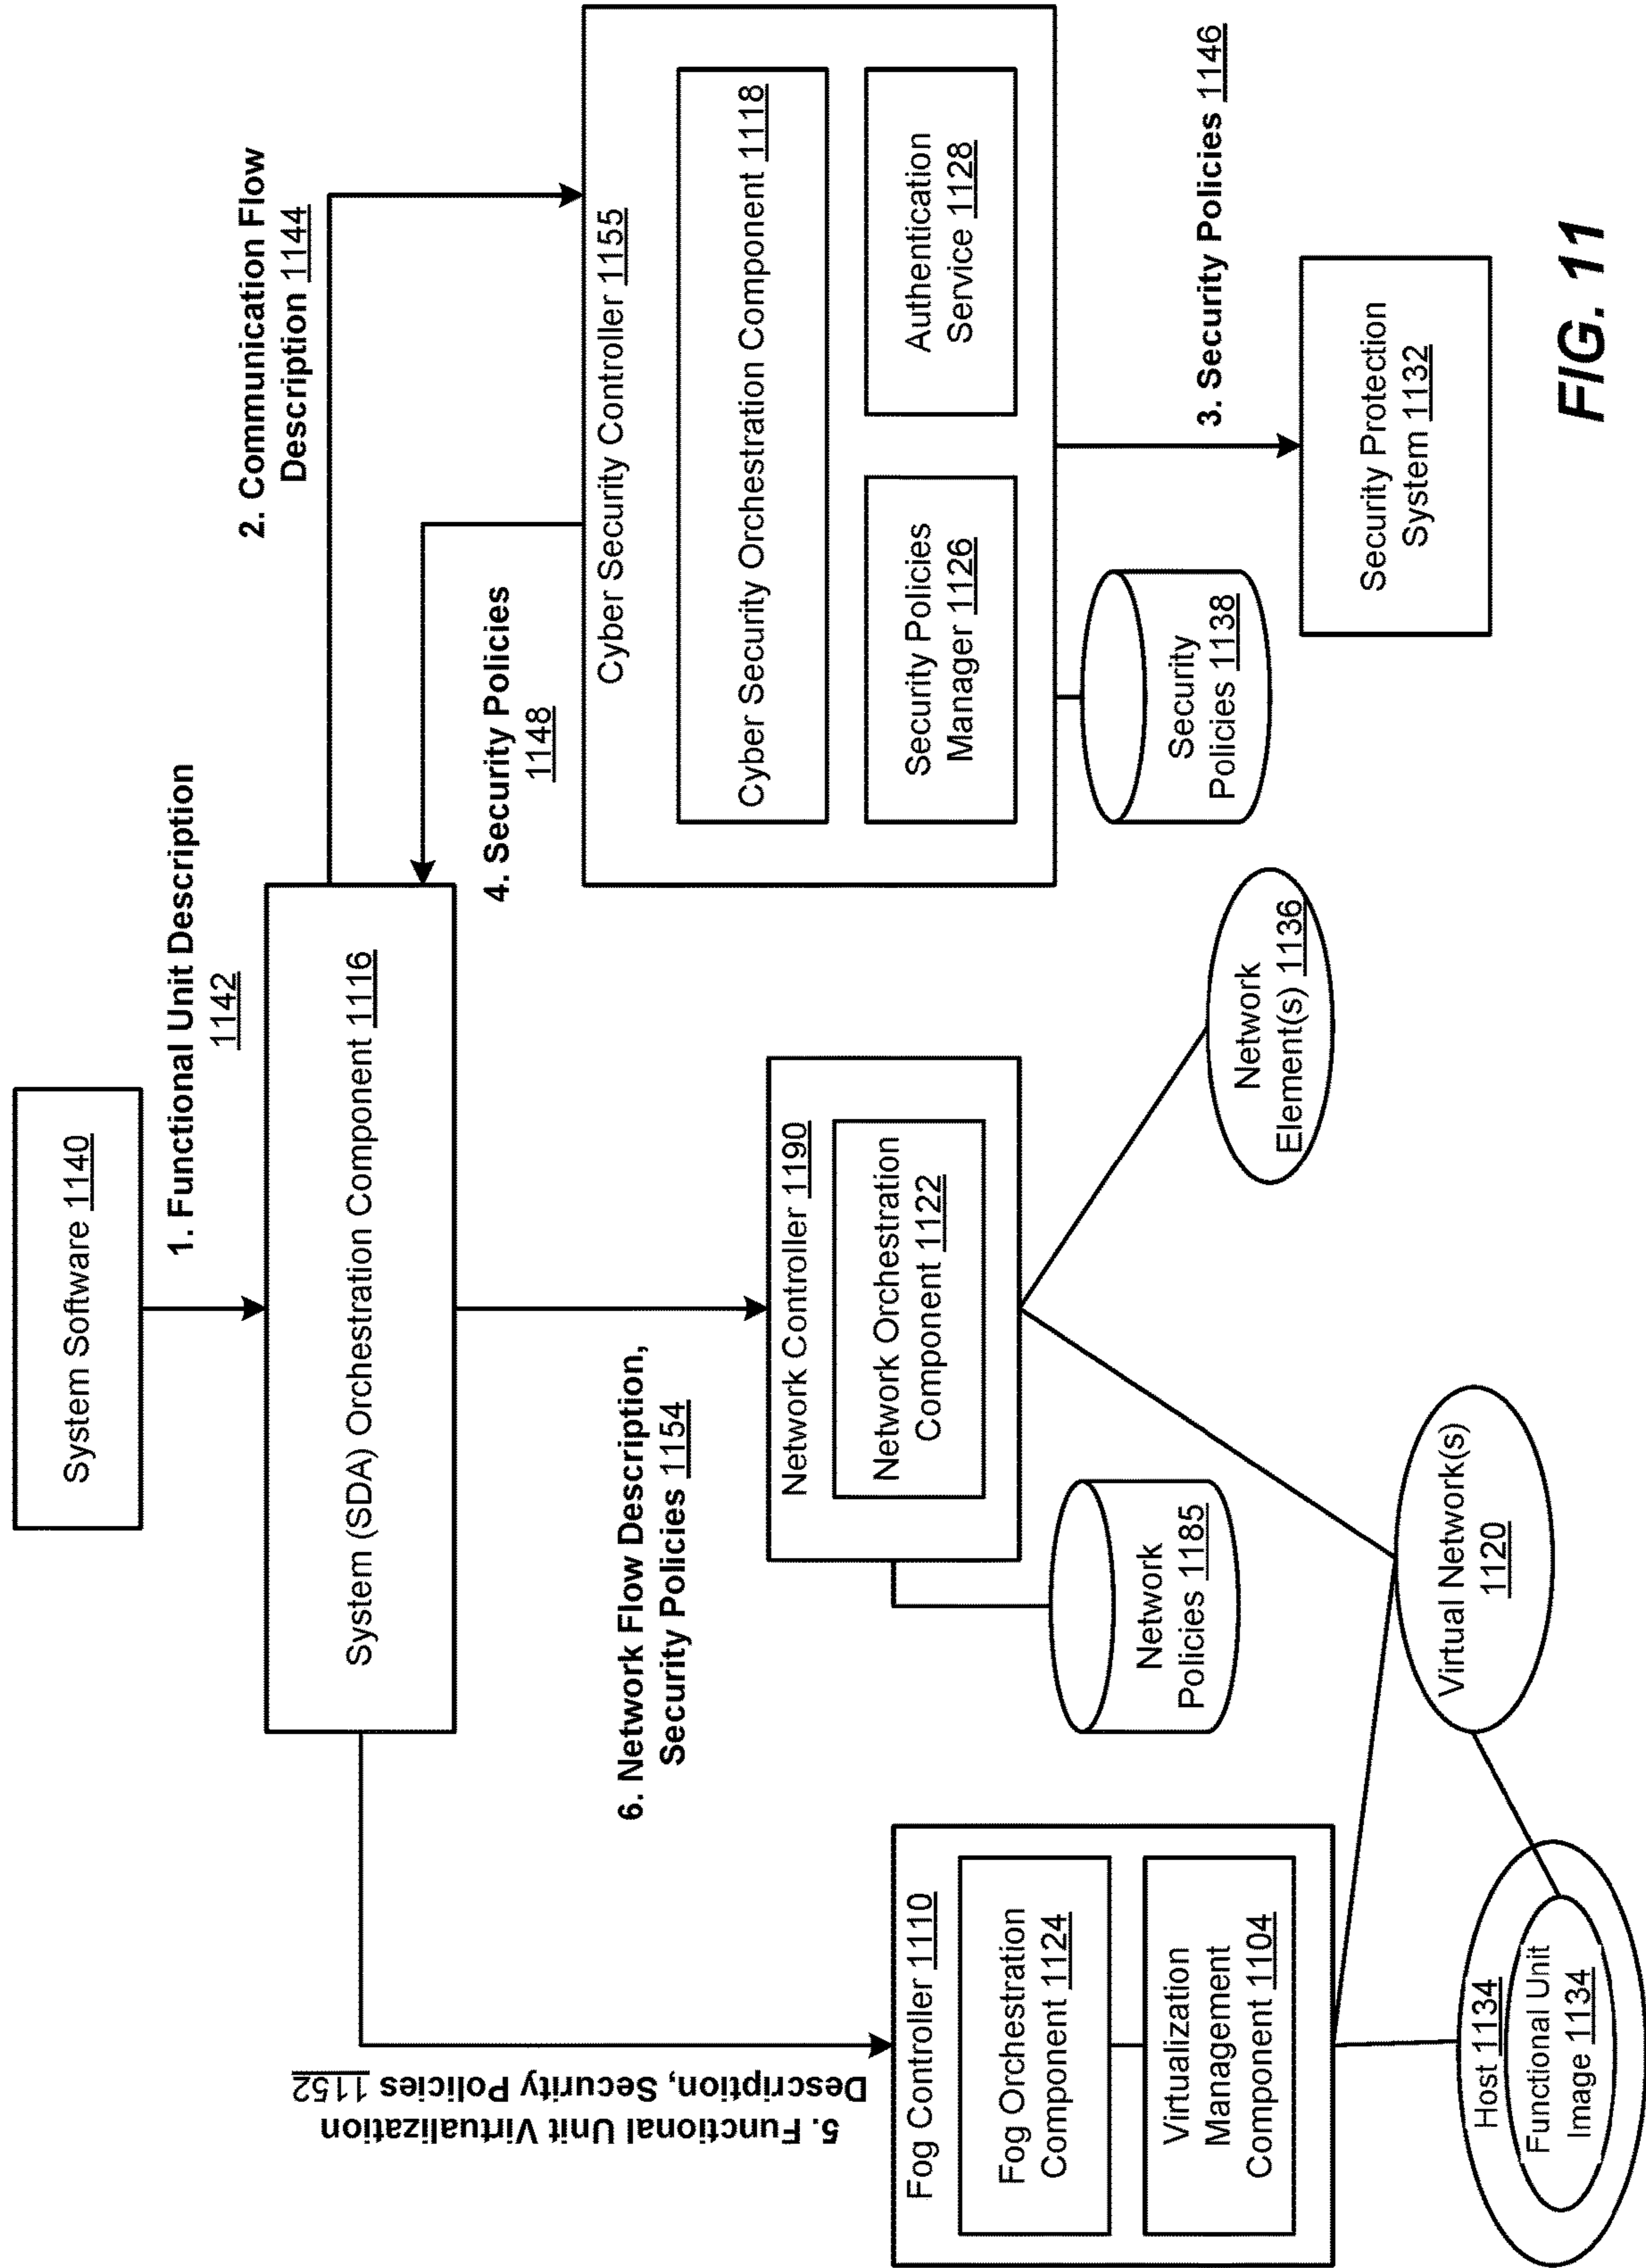 System Software 1140
1. Functional Unit Description
1142
System (SDA) Orchestration Component 1116
2. Communication Flow
Description 1144
4. Security Policies
1148
Cyber Security Controller 1155
Cyber Security Orchestration Component 1118
Security Policies
Manager 1126
Authentication
Service 1128
Security
Policies 1138
3. Security Policies 1146
Security Protection
System 1132
5. Functional Unit Virtualization
Description, Security Policies 1152
6. Network Flow Description,
Security Policies 1154
Network Controller 1190
Network Orchestration
Component 1122
Network
Policies 1185
Network
Element(s) 1136
Fog Controller 1110
Fog Orchestration
Component 1124
Virtualization
Management
Component 1104
Virtual Network(s)
1120
Host 1134
Functional Unit
Image 1134
FIG. 11